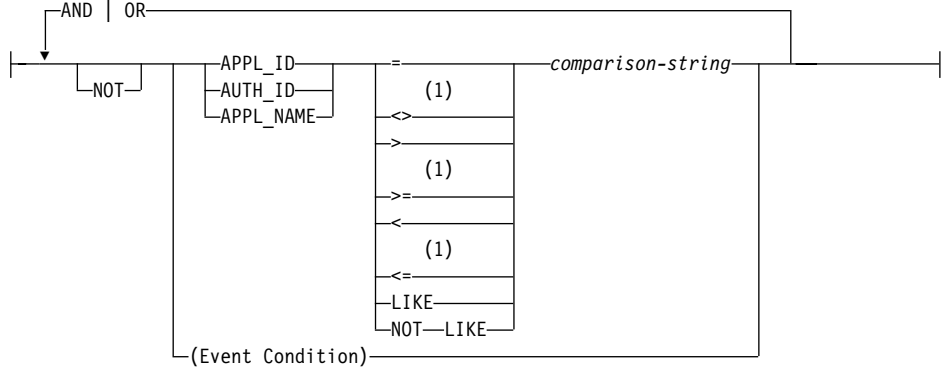 AND | OR
NOT
APPL_ID
AUTH_ID
APPL_NAME
=
(1)
<>
>
(1)
>=
<
(1)
<=
LIKE
NOT LIKE
comparison-string
(Event Condition)